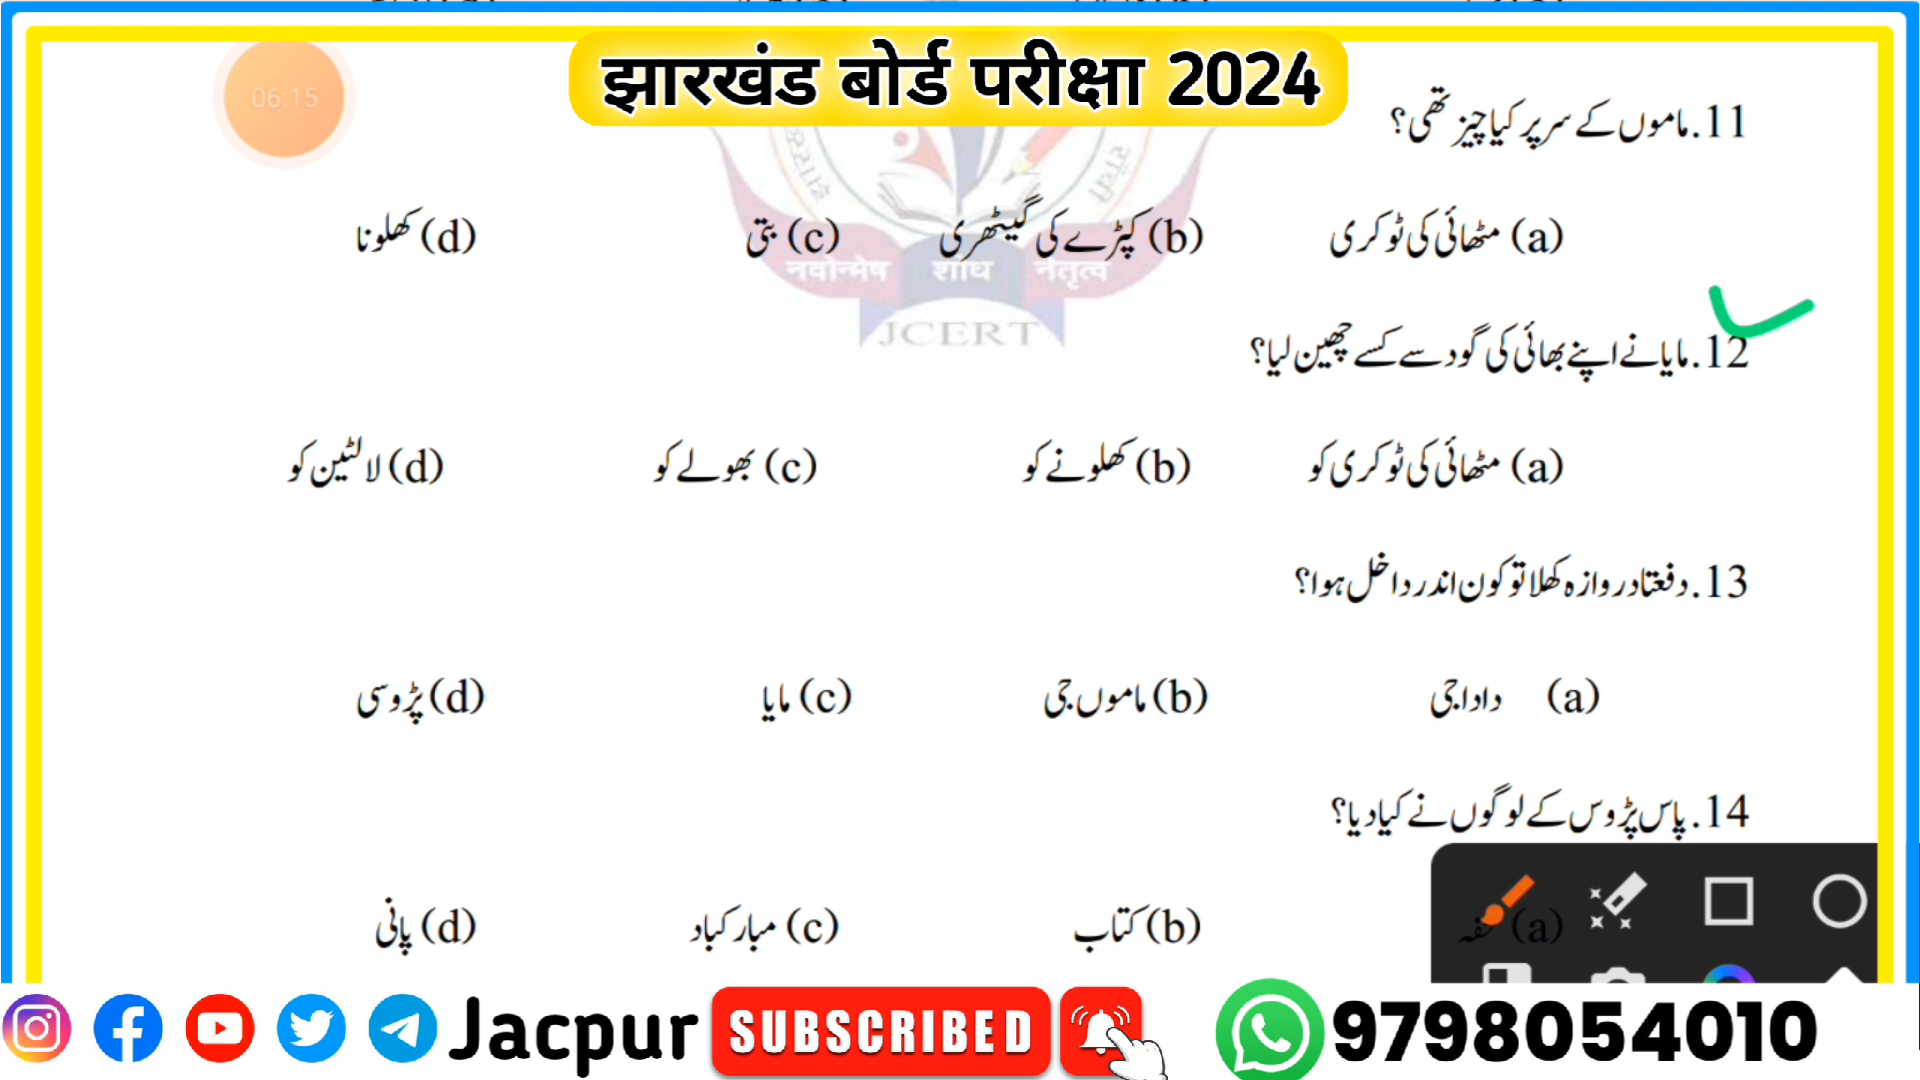 झारखंड बोर्ड परीक्षा 2024
06:15
11. ماموں کے سر پر کیا چیز تھی؟
(a) مٹھائی کی ٹوکری (b) کپڑے کی گیٹھری (c) بتی (d) کھلونا
नवोन्मेष शोध नेतृत्व
JCERT
12. مایا نے اپنے بھائی کی گود سے کسے چھین لیا؟
(a) مٹھائی کی ٹوکری کو (b) کھلونے کو (c) بھولے کو (d) لالٹین کو
13. دفعتا دروازہ کھلا تو کون اندر داخل ہوا؟
(a) دادا جی (b) ماموں جی (c) مایا (d) پڑوسی
14. پاس پڑوس کے لوگوں نے کیا دیا؟
(a) (b) کتاب (c) مبارکباد (d) پانی
Jacpur SUBSCRIBED 9798054010